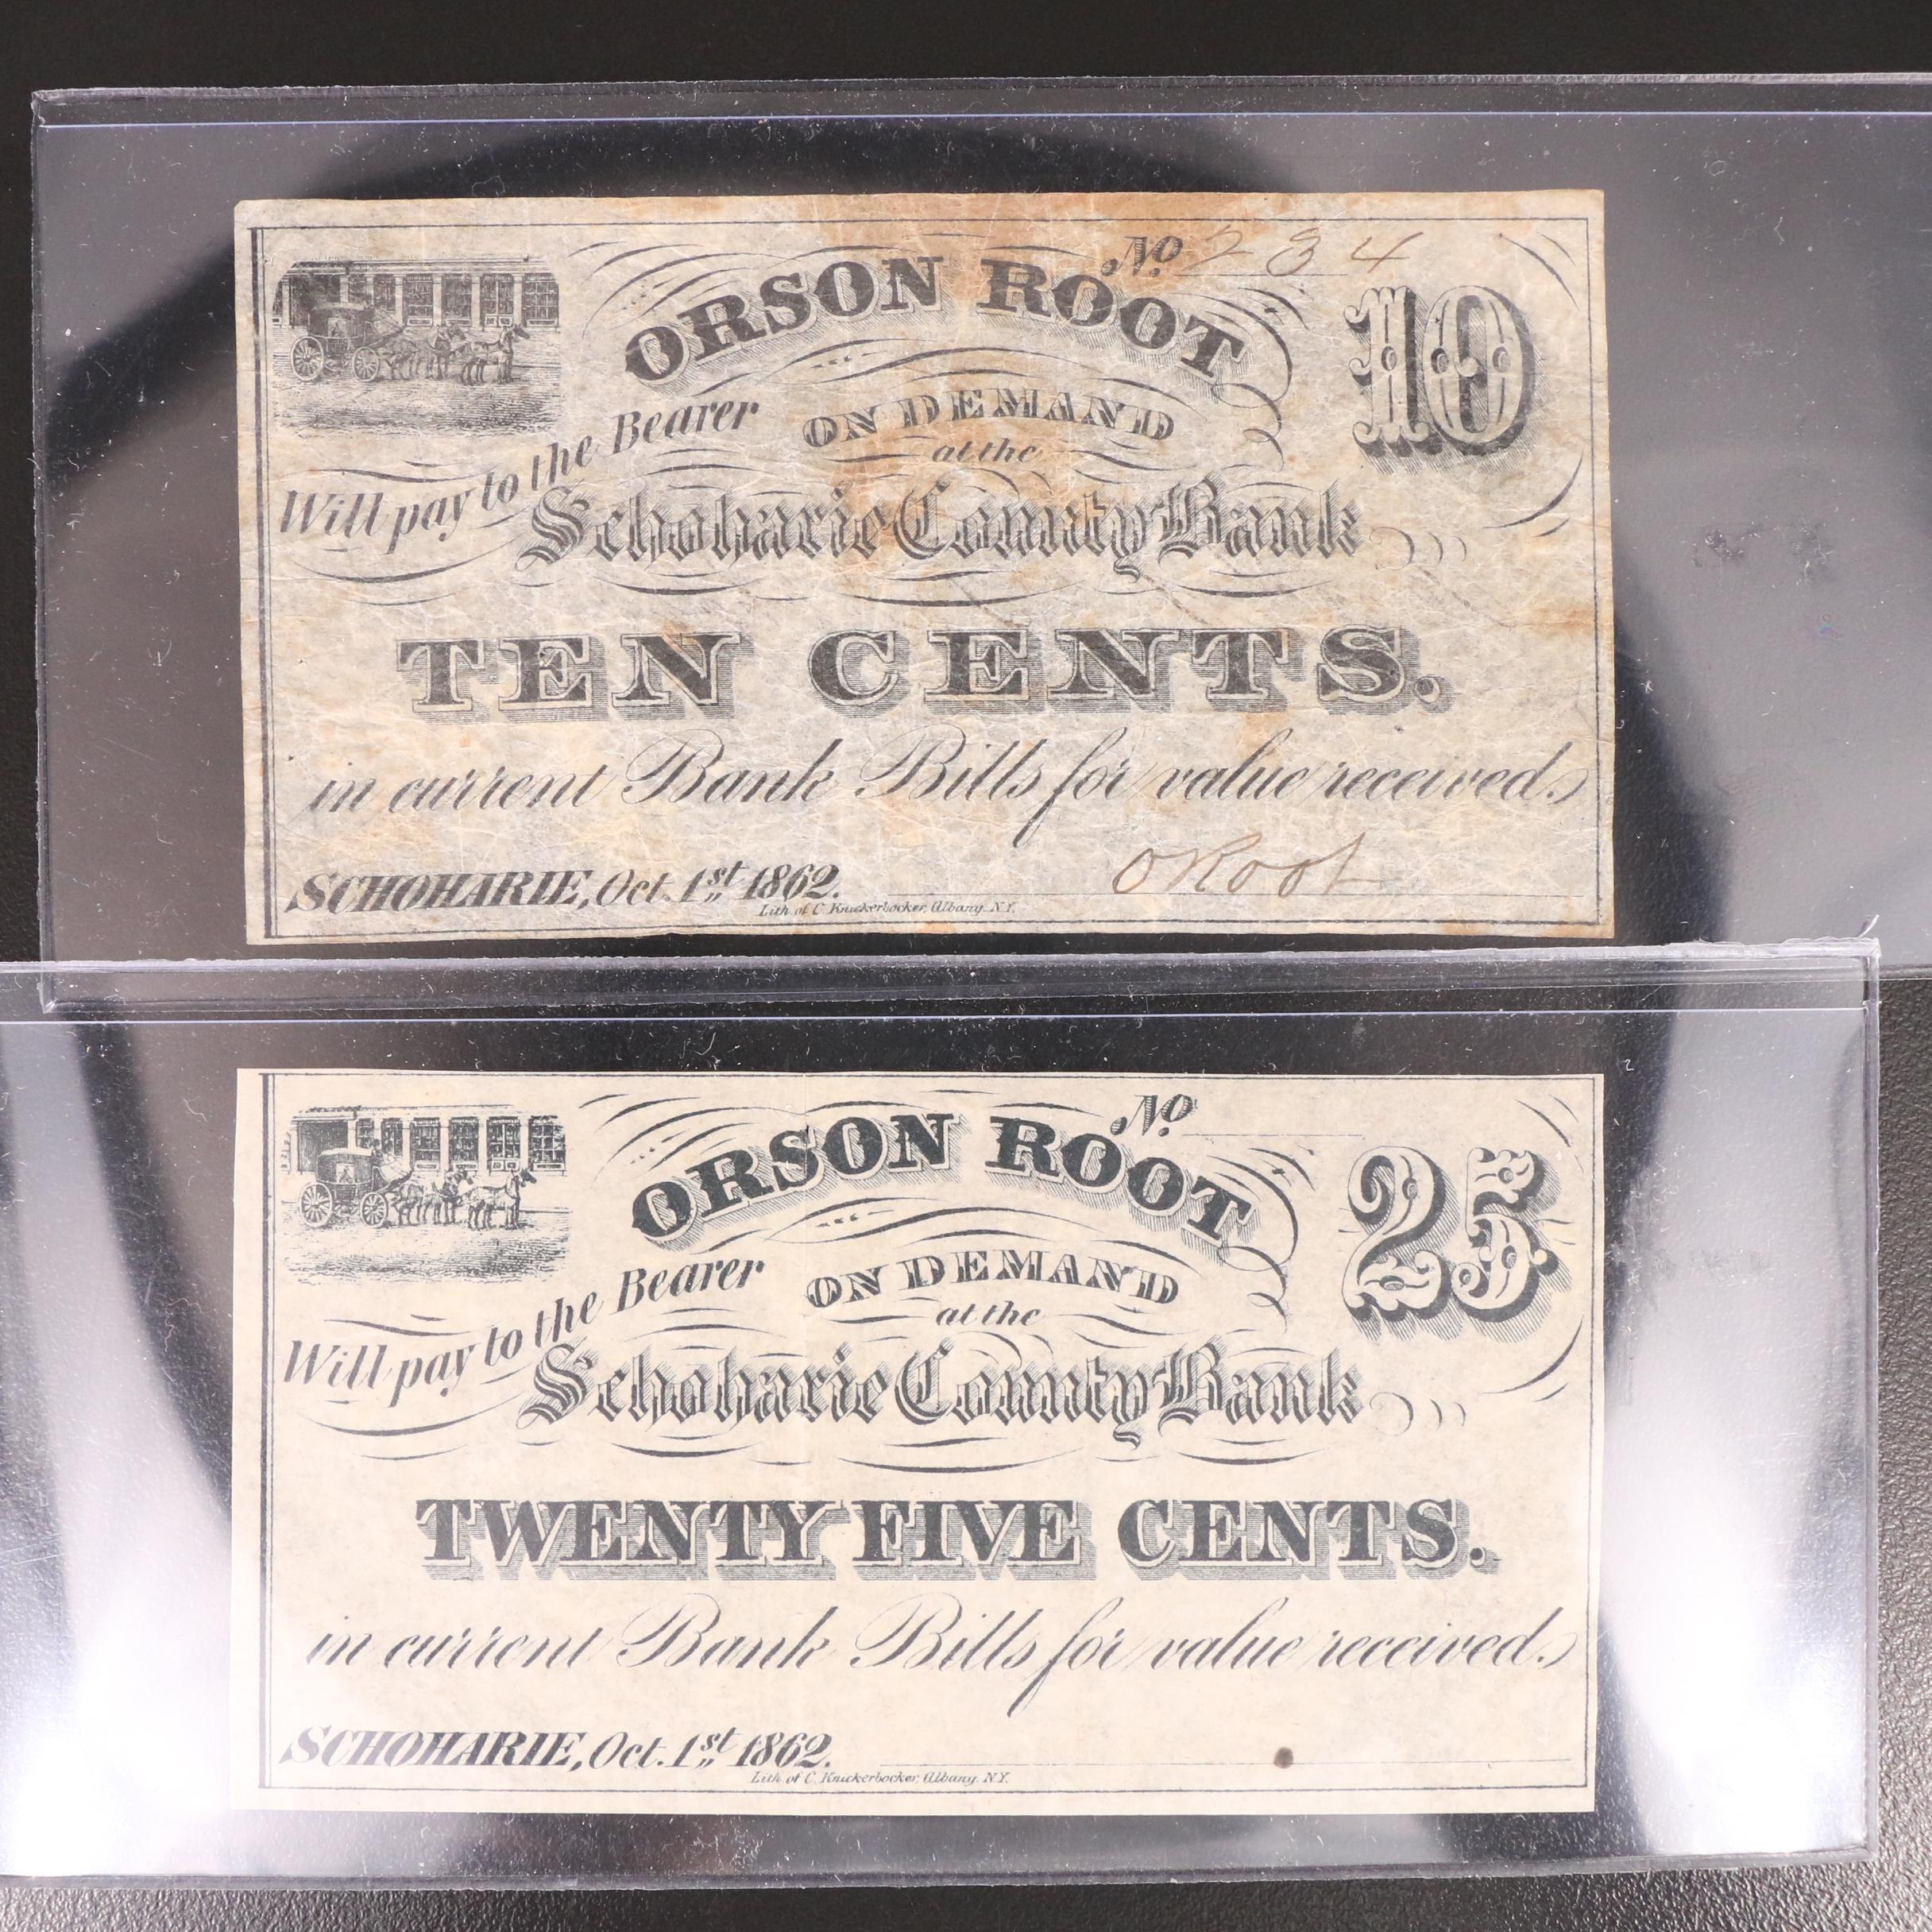 No. 234
ORSON ROOT
10
Will pay to the Bearer ON DEMAND
at the
Schoharie County Bank
TEN CENTS.
in current Bank Bills for value received.
SCHOHARIE, Oct. 1st 1862. O Root
Lith. of C. Knickerbocker, Albany. N.Y.
No.
ORSON ROOT
25
Will pay to the Bearer ON DEMAND
at the
Schoharie County Bank
TWENTY FIVE CENTS.
in current Bank Bills for value received.
SCHOHARIE, Oct. 1st 1862.
Lith. of C. Knickerbocker, Albany. N.Y.